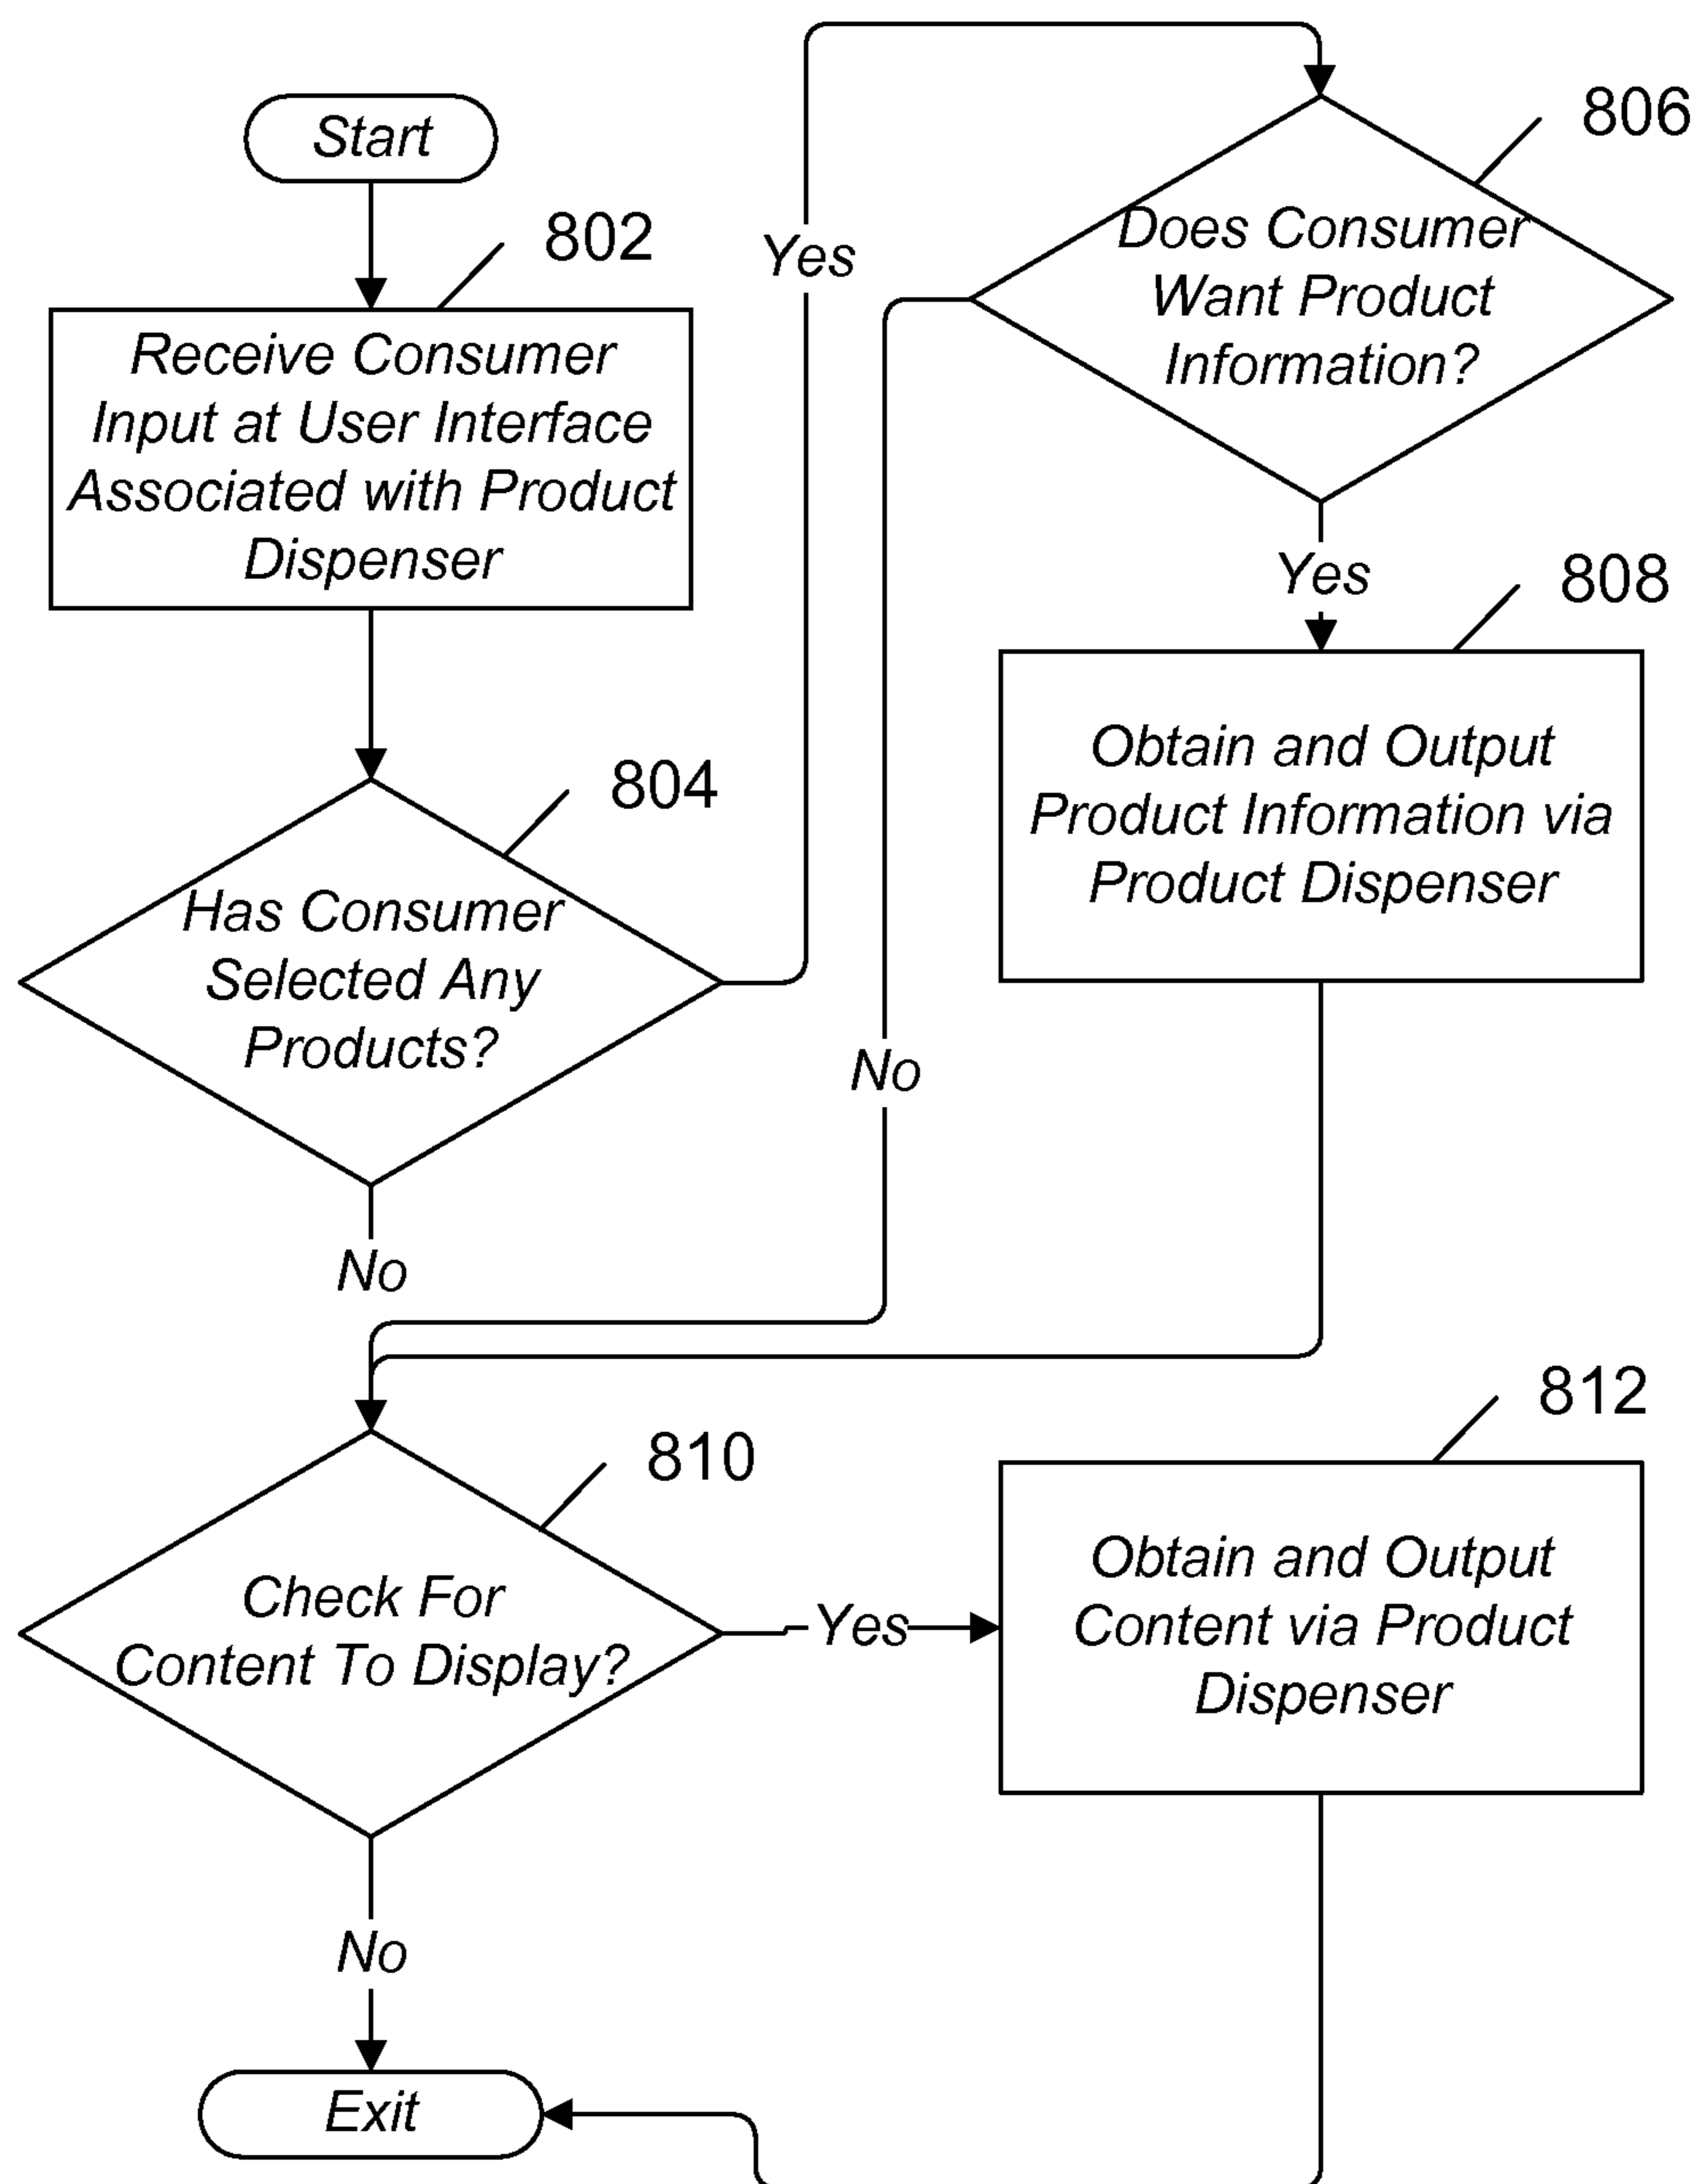 Start
802
Receive Consumer
Input at User Interface
Associated with Product
Dispenser
804
Has Consumer
Selected Any
Products?
Yes
No
806
Does Consumer
Want Product
Information?
No
Yes
808
Obtain and Output
Product Information via
Product Dispenser
810
Check For
Content To Display?
Yes
812
Obtain and Output
Content via Product
Dispenser
No
Exit